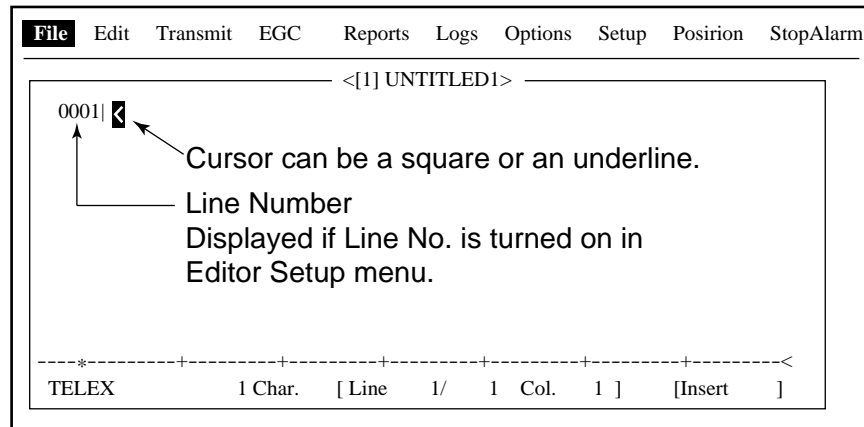 File Edit Transmit EGC Reports Logs Options Setup Posirion StopAlarm
<[1] UNTITLED1>
0001| <
Cursor can be a square or an underline.
Line Number
Displayed if Line No. is turned on in
Editor Setup menu.
----*---------+---------+---------+---------+---------+---------+---------<
TELEX 1 Char. [ Line 1/ 1 Col. 1 ] [Insert ]